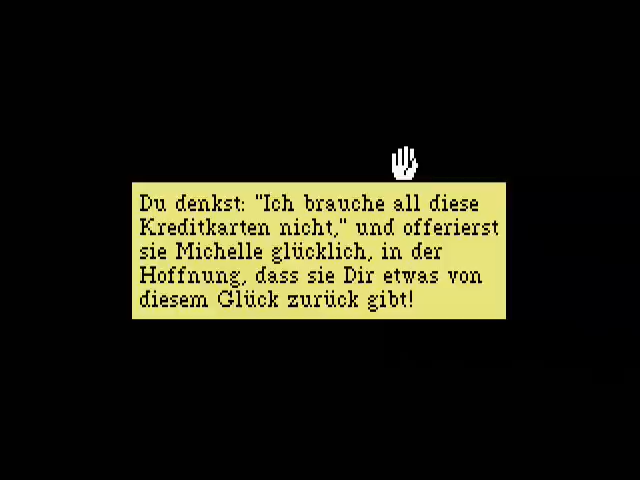 Du denkst: "Ich brauche all diese
Kreditkarten nicht," und offerierst
sie Michelle glücklich, in der
Hoffnung, dass sie Dir etwas von
diesem Glück zurück gibt!